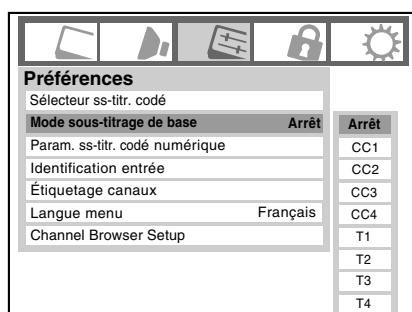 Préférences
Sélecteur ss-titr. codé
Mode sous-titrage de base Arrêt
Param. ss-titr. codé numérique
Identification entrée
Étiquetage canaux
Langue menu Français
Channel Browser Setup
Arrêt
CC1
CC2
CC3
CC4
T1
T2
T3
T4